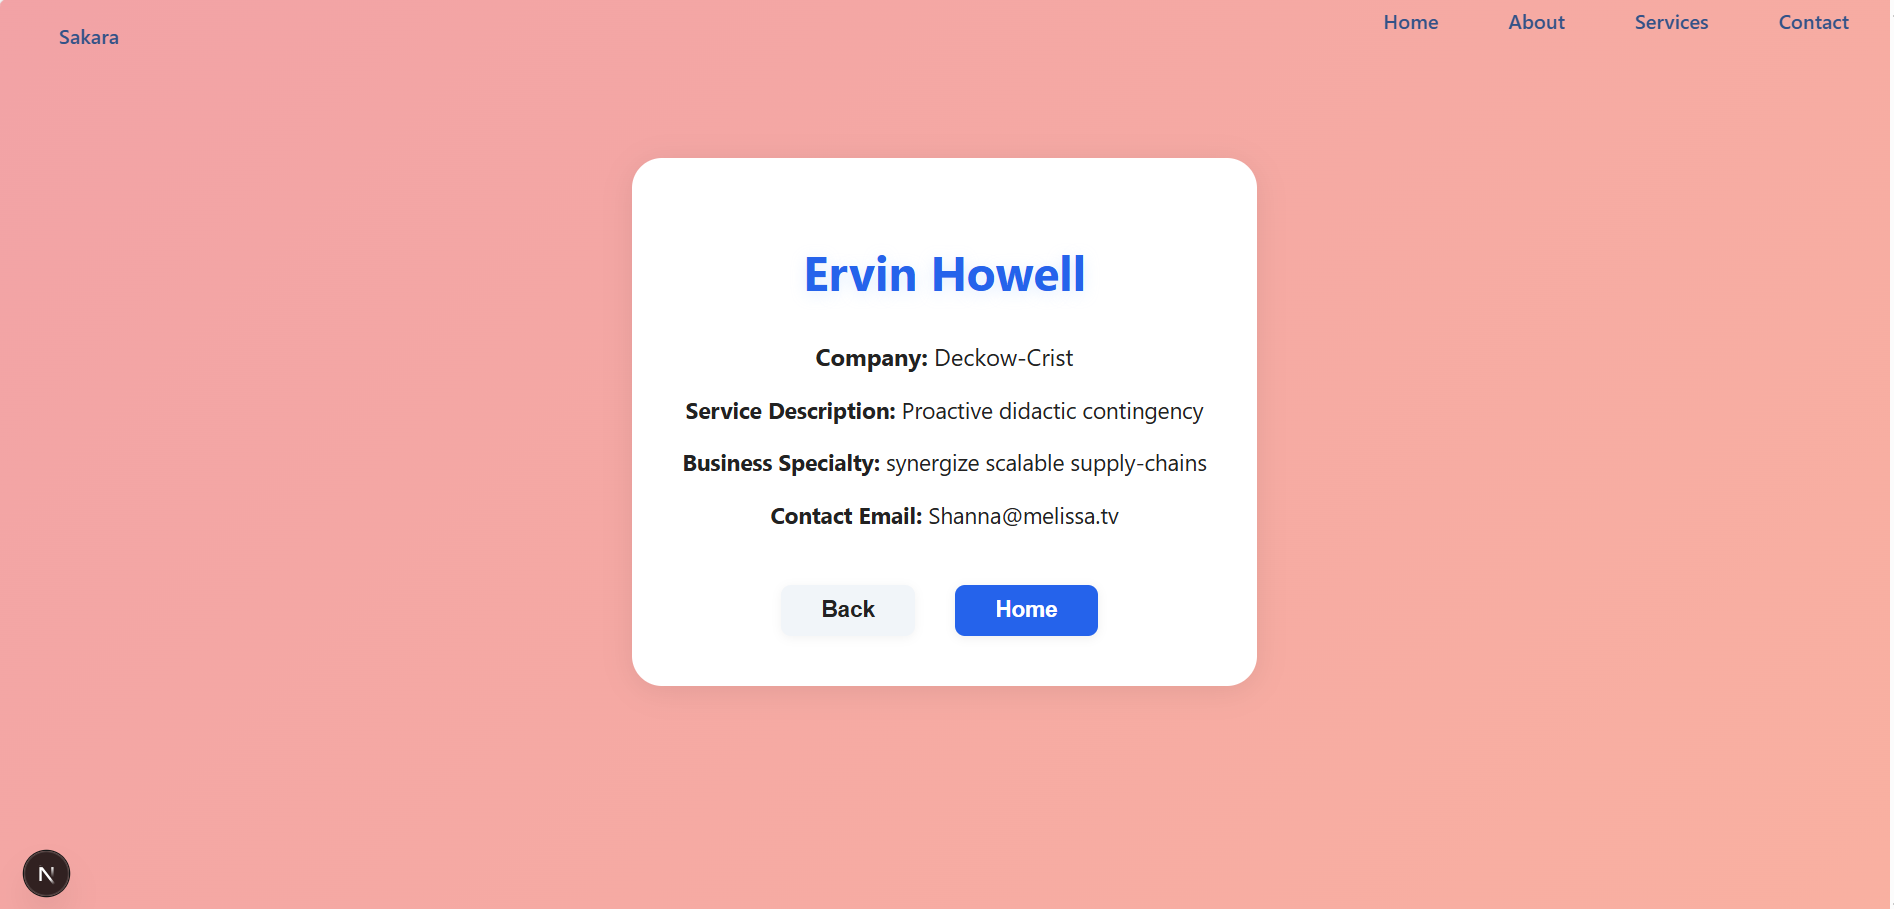 Sakara
Home About Services Contact
Ervin Howell
Company: Deckow-Crist
Service Description: Proactive didactic contingency
Business Specialty: synergize scalable supply-chains
Contact Email: Shanna@melissa.tv
Back Home
N